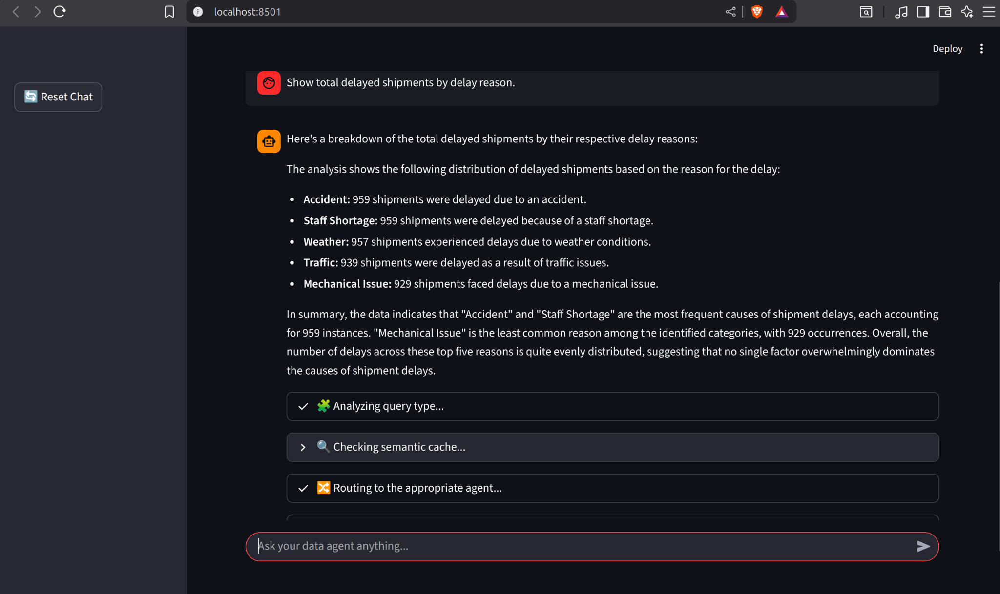 localhost:8501
Deploy
🔄 Reset Chat
Show total delayed shipments by delay reason.
Here's a breakdown of the total delayed shipments by their respective delay reasons:
The analysis shows the following distribution of delayed shipments based on the reason for the delay:
• Accident: 959 shipments were delayed due to an accident.
• Staff Shortage: 959 shipments were delayed because of a staff shortage.
• Weather: 957 shipments experienced delays due to weather conditions.
• Traffic: 939 shipments were delayed as a result of traffic issues.
• Mechanical Issue: 929 shipments faced delays due to a mechanical issue.
In summary, the data indicates that "Accident" and "Staff Shortage" are the most frequent causes of shipment delays, each accounting
for 959 instances. "Mechanical Issue" is the least common reason among the identified categories, with 929 occurrences. Overall, the
number of delays across these top five reasons is quite evenly distributed, suggesting that no single factor overwhelmingly dominates
the causes of shipment delays.
🧩 Analyzing query type...
🔍 Checking semantic cache...
🔀 Routing to the appropriate agent...
Ask your data agent anything...